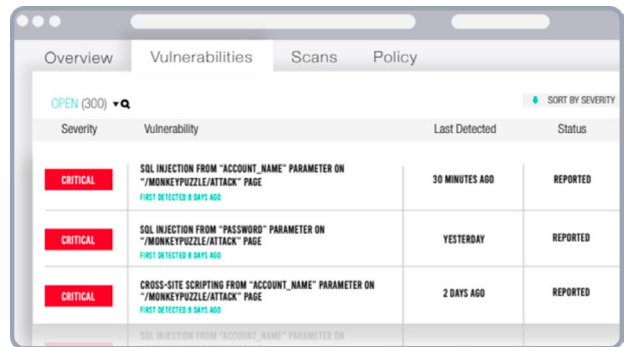 Overview Vulnerabilities Scans Policy
OPEN (300)
SORT BY SEVERITY
Severity Vulnerability Last Detected Status
CRITICAL
SQL INJECTION FROM "ACCOUNT_NAME" PARAMETER ON
"/MONKEYPUZZLE/ATTACK" PAGE
FIRST DETECTED 8 DAYS AGO
30 MINUTES AGO
REPORTED
CRITICAL
SQL INJECTION FROM "PASSWORD" PARAMETER ON
"/MONKEYPUZZLE/ATTACK" PAGE
FIRST DETECTED 8 DAYS AGO
YESTERDAY
REPORTED
CRITICAL
CROSS-SITE SCRIPTING FROM "ACCOUNT_NAME" PARAMETER ON
"/MONKEYPUZZLE/ATTACK" PAGE
FIRST DETECTED 8 DAYS AGO
2 DAYS AGO
REPORTED
SQL INJECTION FROM "ACCOUNT_NAME" PARAMETER ON